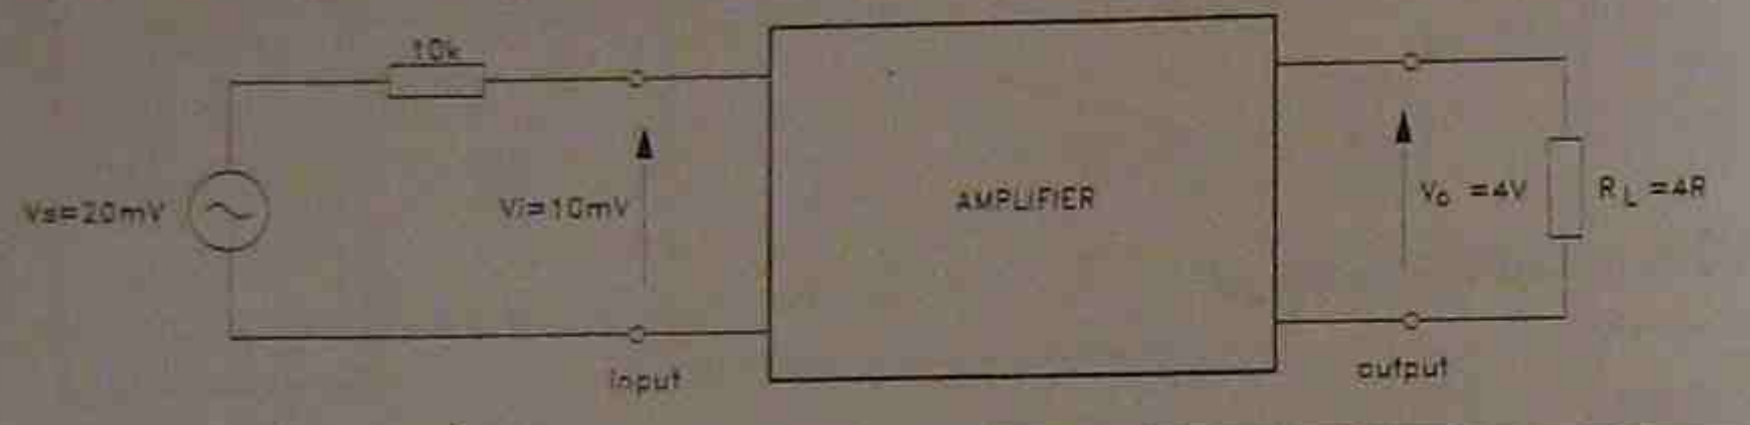 10k
Vs=20mV
Vi=10mV
AMPLIFIER
Vo =4V
RL =4R
input
output